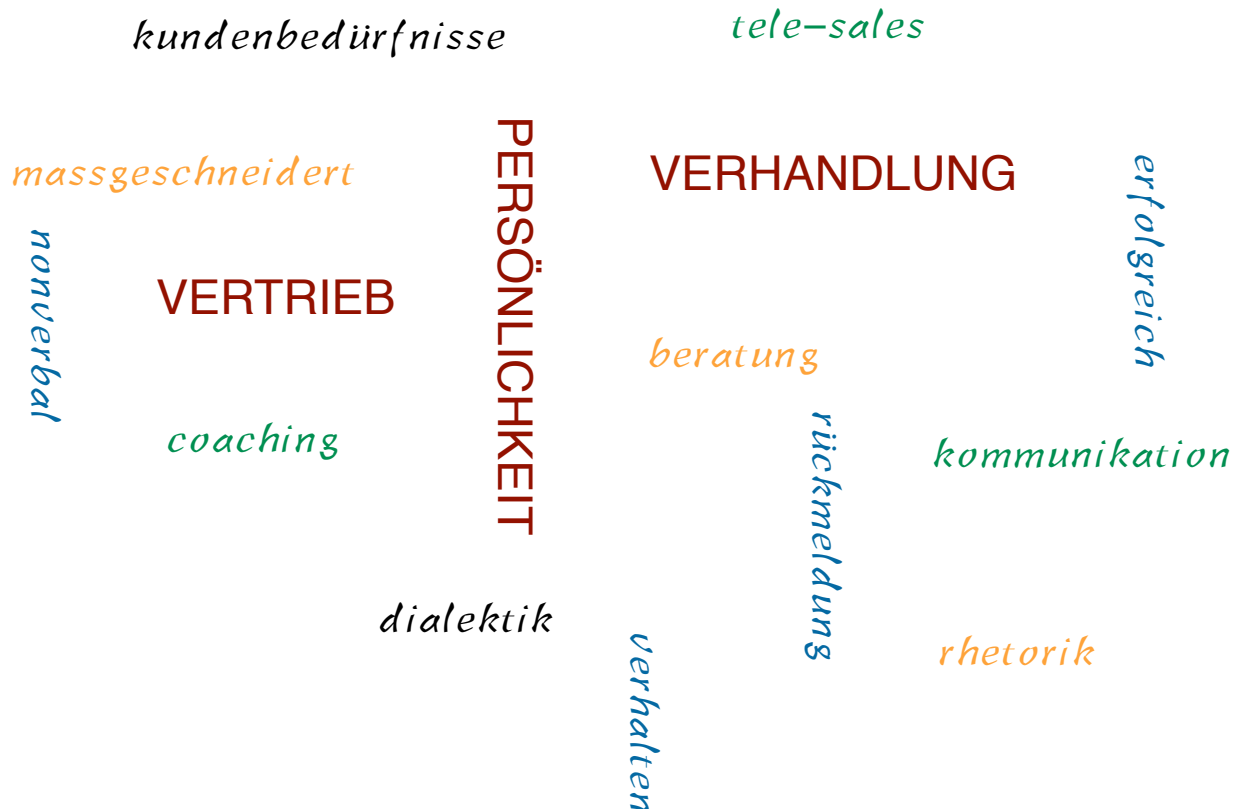 kundenbedürfnisse
tele-sales
massgeschneidert
PERSÖNLICHKEIT
VERHANDLUNG
erfolgreich
nonverbal
VERTRIEB
beratung
coaching
rückmeldung
kommunikation
dialektik
verhalten
rhetorik